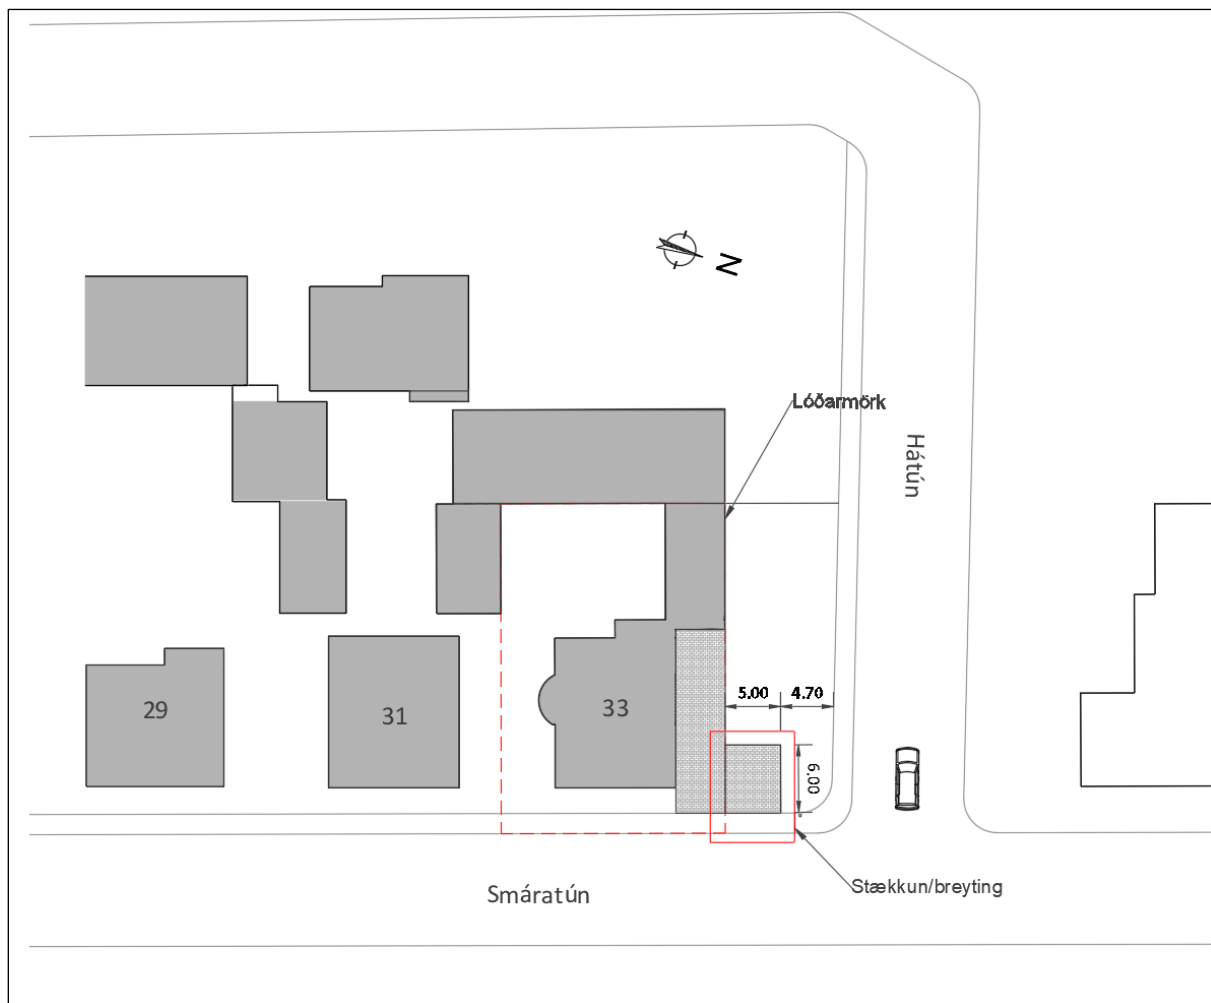 N
Lóðarmörk
Hátún
5.00
4.70
6.00
29
31
33
Stækkun/breyting
Smáratún